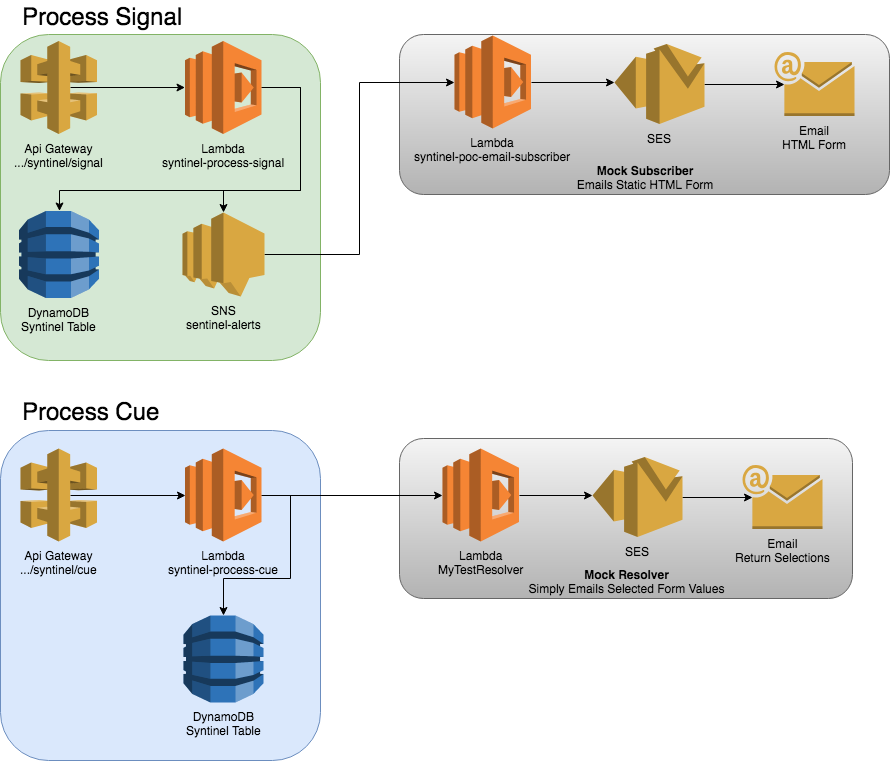 Process Signal
Api Gateway
.../syntinel/signal
Lambda
syntinel-process-signal
DynamoDB
Syntinel Table
SNS
sentinel-alerts
Lambda
syntinel-poc-email-subscriber
SES
@
Email
HTML Form
Mock Subscriber
Emails Static HTML Form
Process Cue
Api Gateway
.../syntinel/cue
Lambda
syntinel-process-cue
DynamoDB
Syntinel Table
Lambda
MyTestResolver
SES
@
Email
Return Selections
Mock Resolver
Simply Emails Selected Form Values